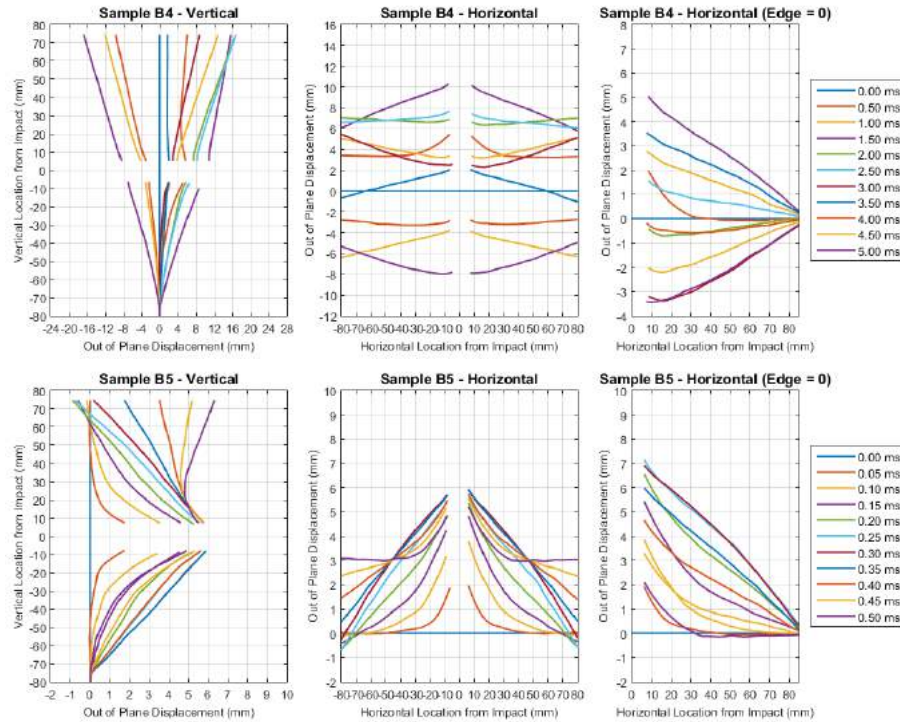 Sample B4 - Vertical
80
70
60
50
40
30
20
10
0
-10
-20
-30
-40
-50
-60
-70
-80
Vertical Location from Impact (mm)
-24 -20 -16 -12 -8 -4 0 4 8 12 16 20 24 28
Out of Plane Displacement (mm)
Sample B4 - Horizontal
16
14
12
10
8
6
4
2
0
-2
-4
-6
-8
-10
-12
Out of Plane Displacement (mm)
-80-70-60-50-40-30-20-10 0 10 20 30 40 50 60 70 80
Horizontal Location from Impact (mm)
Sample B4 - Horizontal (Edge = 0)
8
7
6
5
4
3
2
1
0
-1
-2
-3
-4
Out of Plane Displacement (mm)
0 10 20 30 40 50 60 70 80
Horizontal Location from Impact (mm)
0.00 ms
0.50 ms
1.00 ms
1.50 ms
2.00 ms
2.50 ms
3.00 ms
3.50 ms
4.00 ms
4.50 ms
5.00 ms
Sample B5 - Vertical
80
70
60
50
40
30
20
10
0
-10
-20
-30
-40
-50
-60
-70
-80
Vertical Location from Impact (mm)
-2 -1 0 1 2 3 4 5 6 7 8 9 10
Out of Plane Displacement (mm)
Sample B5 - Horizontal
10
9
8
7
6
5
4
3
2
1
0
-1
-2
Out of Plane Displacement (mm)
-80-70-60-50-40-30-20-10 0 10 20 30 40 50 60 70 80
Horizontal Location from Impact (mm)
Sample B5 - Horizontal (Edge = 0)
10
9
8
7
6
5
4
3
2
1
0
-1
-2
Out of Plane Displacement (mm)
0 10 20 30 40 50 60 70 80
Horizontal Location from Impact (mm)
0.00 ms
0.05 ms
0.10 ms
0.15 ms
0.20 ms
0.25 ms
0.30 ms
0.35 ms
0.40 ms
0.45 ms
0.50 ms